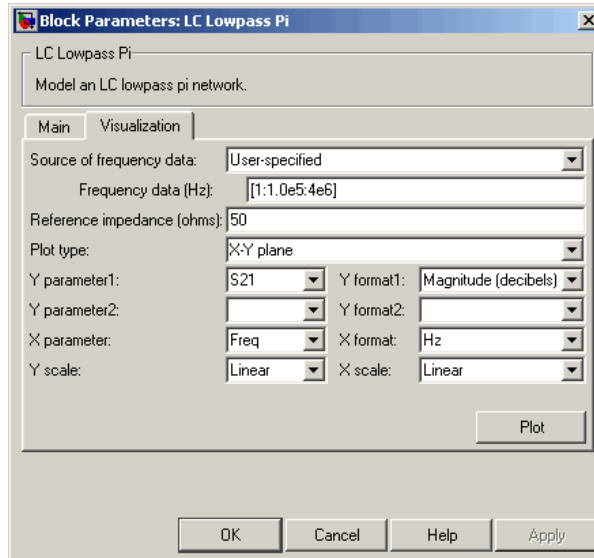 Block Parameters: LC Lowpass Pi
LC Lowpass Pi
Model an LC lowpass pi network.
Main Visualization
Source of frequency data: User-specified
Frequency data (Hz): [1:1.0e5:4e6]
Reference impedance (ohms): 50
Plot type: X-Y plane
Y parameter1: S21 Y format1: Magnitude (decibels)
Y parameter2: Y format2:
X parameter: Freq X format: Hz
Y scale: Linear X scale: Linear
Plot
OK Cancel Help Apply